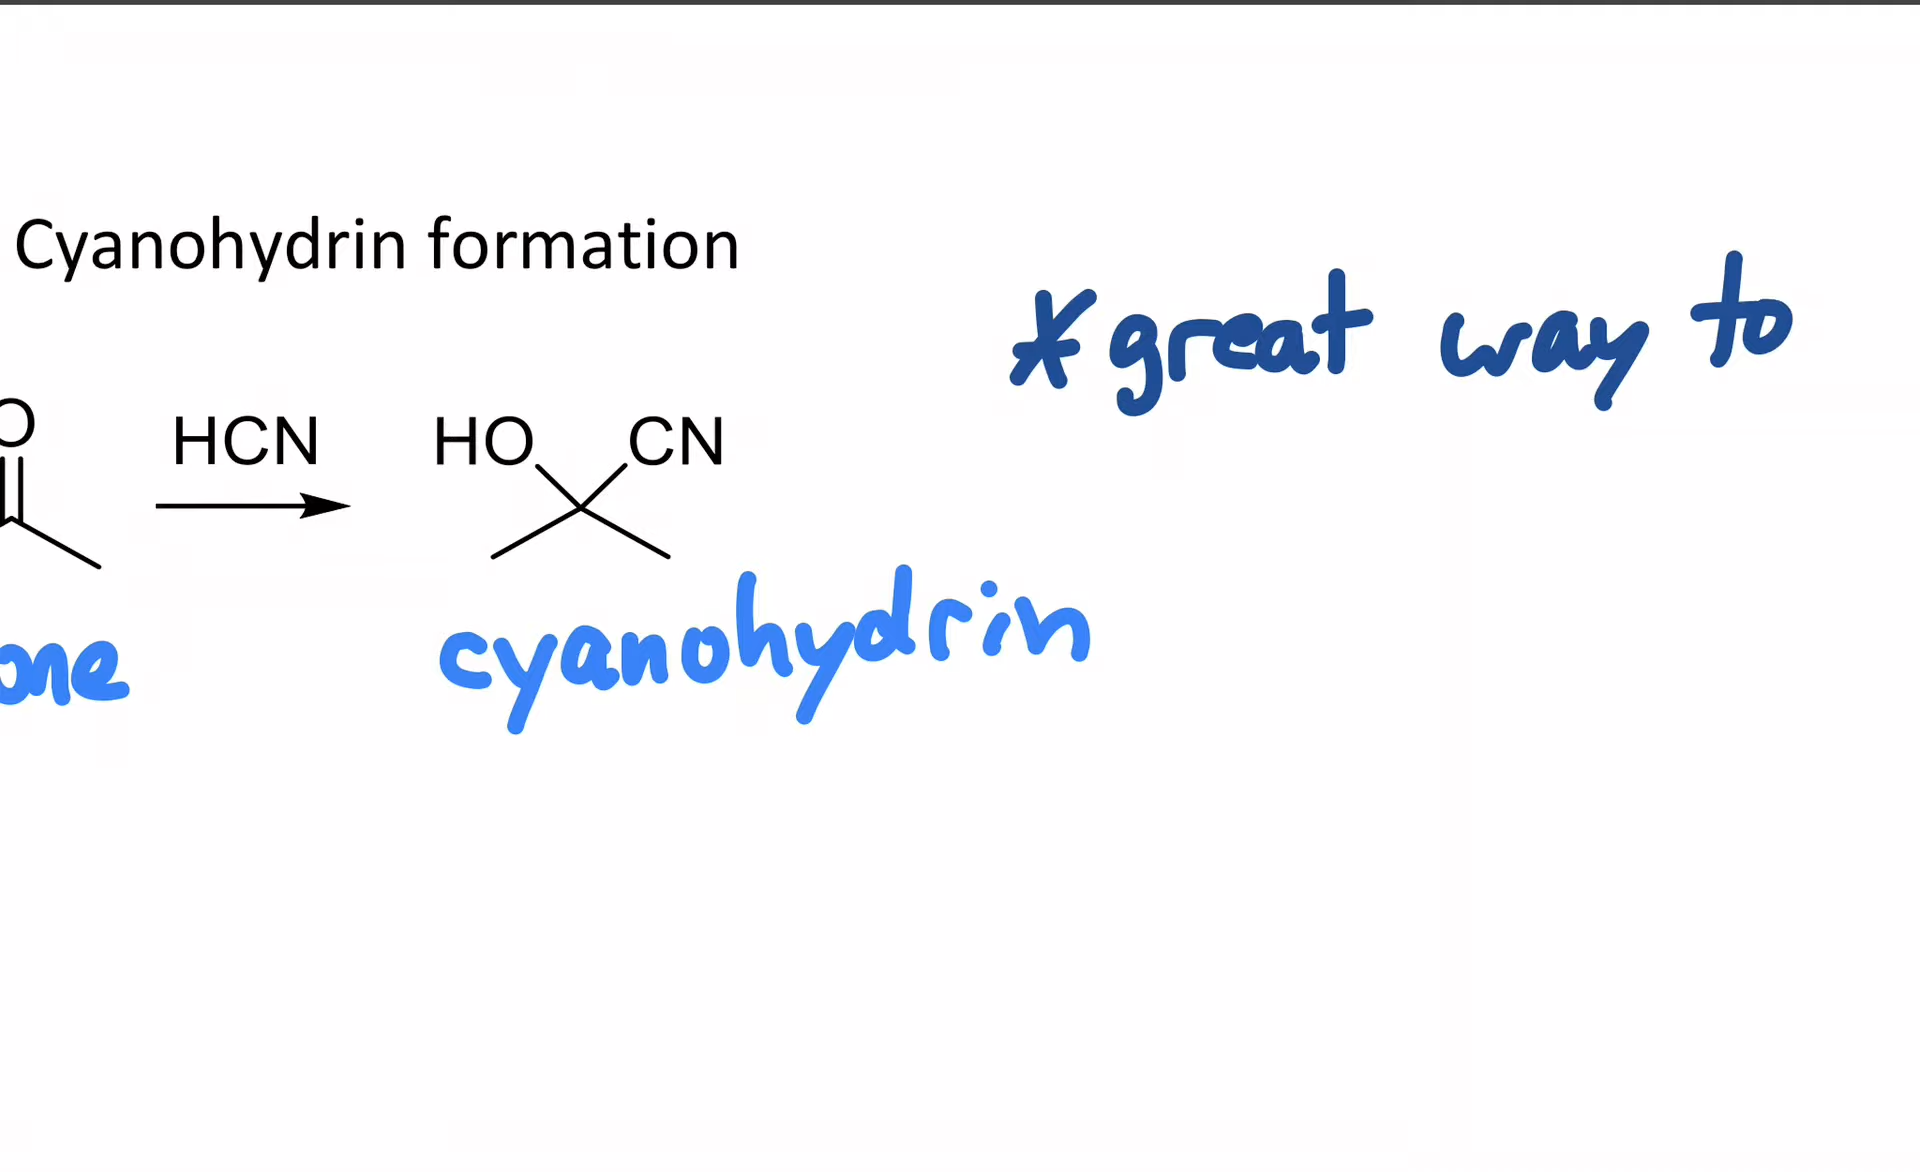 Cyanohydrin formation
*great way to
O
HCN
HO CN
one
cyanohydrin